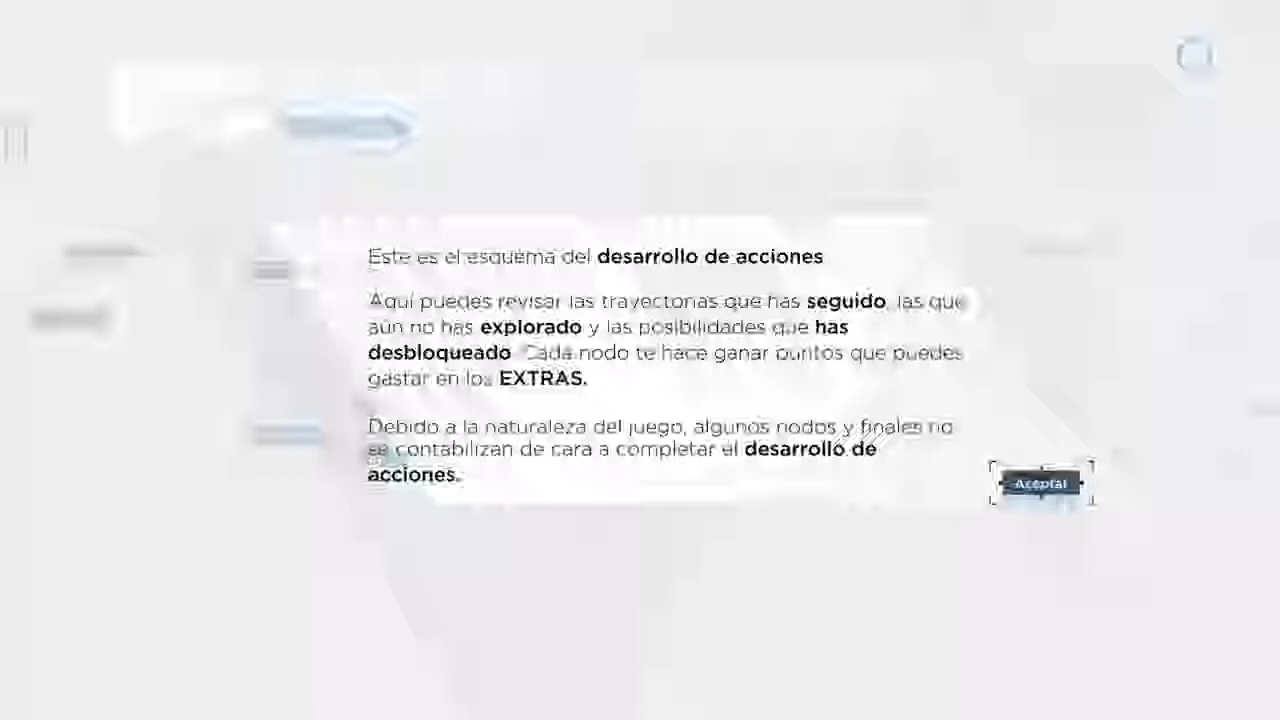 Este es el esquema del desarrollo de acciones
Aquí puedes revisar las trayectorias que has seguido, las que
aún no has explorado y las posibilidades que has
desbloqueado. Cada nodo te hace ganar puntos que puedes
gastar en los EXTRAS.
Debido a la naturaleza del juego, algunos nodos y finales no
se contabilizan de cara a completar el desarrollo de
acciones.
Aceptar